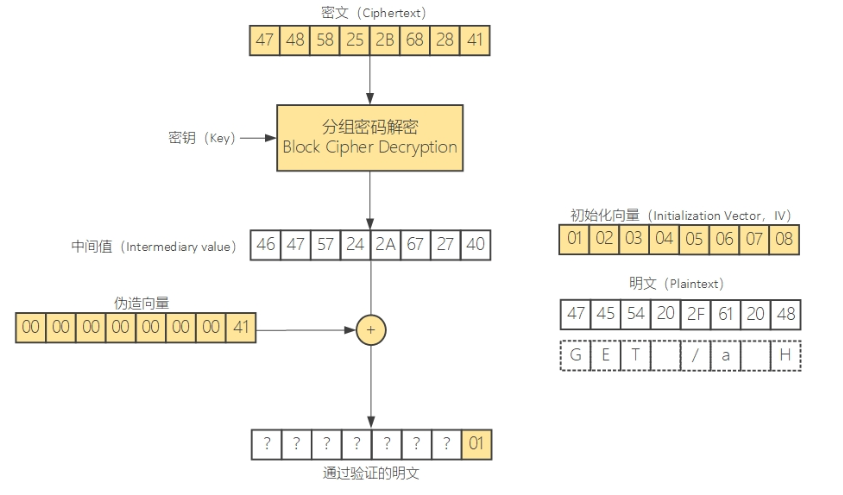 密文（Ciphertext）
47 48 58 25 2B 68 28 41
密钥（Key）
分组密码解密
Block Cipher Decryption
中间值（Intermediary value）
46 47 57 24 2A 67 27 40
初始化向量（Initialization Vector，IV）
01 02 03 04 05 06 07 08
伪造向量
00 00 00 00 00 00 00 41
+
明文（Plaintext）
47 45 54 20 2F 61 20 48
G E T / a H
? ? ? ? ? ? ? 01
通过验证的明文